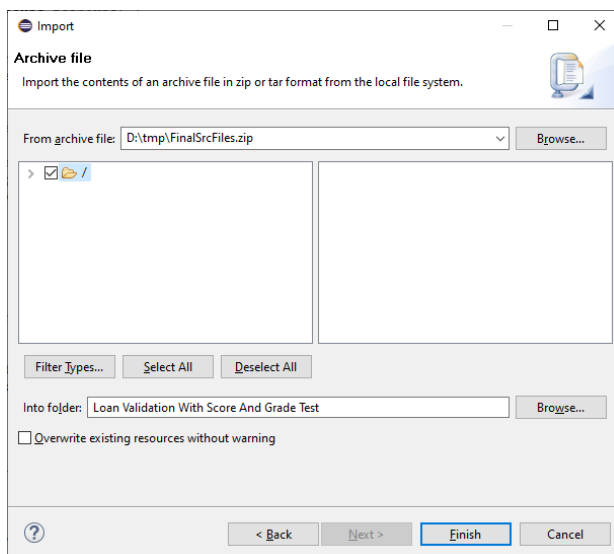 Import
Archive file
Import the contents of an archive file in zip or tar format from the local file system.
From archive file: D:\tmp\FinalSrcFiles.zip Browse...
/
Filter Types... Select All Deselect All
Into folder: Loan Validation With Score And Grade Test Browse...
Overwrite existing resources without warning
? < Back Next > Finish Cancel